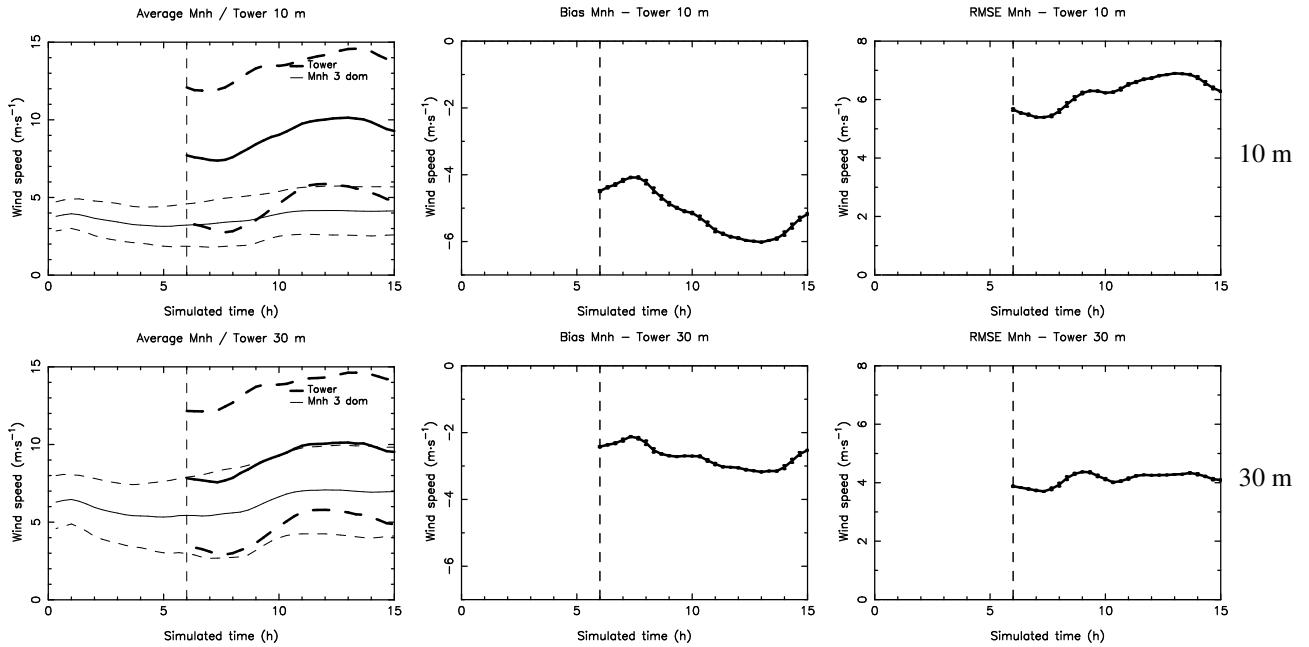 Average Mnh / Tower 10 m
Bias Mnh – Tower 10 m
RMSE Mnh – Tower 10 m
Wind speed (m·s⁻¹)
15
10
5
0
Tower
Mnh 3 dom
0 5 10 15
Simulated time (h)
Wind speed (m·s⁻¹)
0
−2
−4
−6
0 5 10 15
Simulated time (h)
Wind speed (m·s⁻¹)
8
6
4
2
0
0 5 10 15
Simulated time (h)
10 m
Average Mnh / Tower 30 m
Bias Mnh – Tower 30 m
RMSE Mnh – Tower 30 m
Wind speed (m·s⁻¹)
15
10
5
0
Tower
Mnh 3 dom
0 5 10 15
Simulated time (h)
Wind speed (m·s⁻¹)
0
−2
−4
−6
0 5 10 15
Simulated time (h)
Wind speed (m·s⁻¹)
8
6
4
2
0
0 5 10 15
Simulated time (h)
30 m